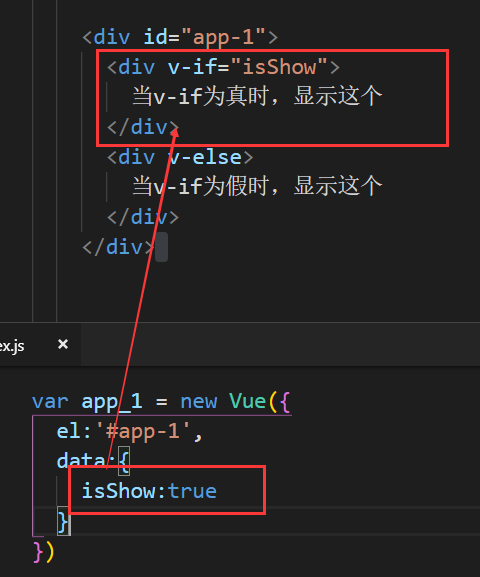 <div id="app-1">
<div v-if="isShow">
当v-if为真时，显示这个
</div>
<div v-else>
当v-if为假时，显示这个
</div>
</div>
ex.js ×
var app_1 = new Vue({
el:'#app-1',
data:{
isShow:true
}
})